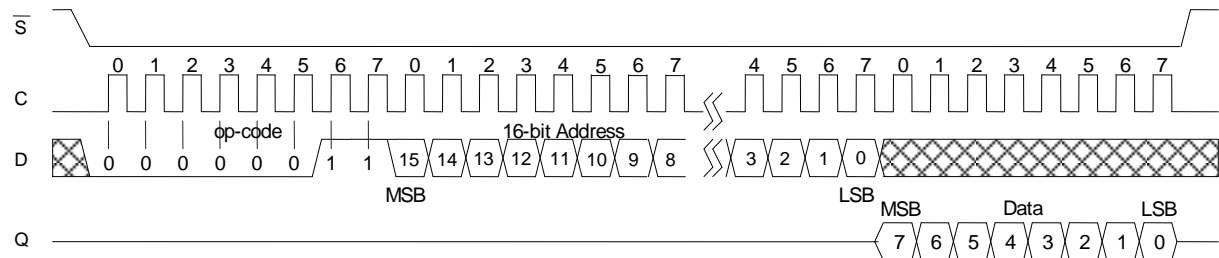 S
0 1 2 3 4 5 6 7 0 1 2 3 4 5 6 7 4 5 6 7 0 1 2 3 4 5 6 7
C
op-code 16-bit Address
D 0 0 0 0 0 0 1 1 15 14 13 12 11 10 9 8 3 2 1 0
MSB LSB
MSB Data LSB
Q 7 6 5 4 3 2 1 0